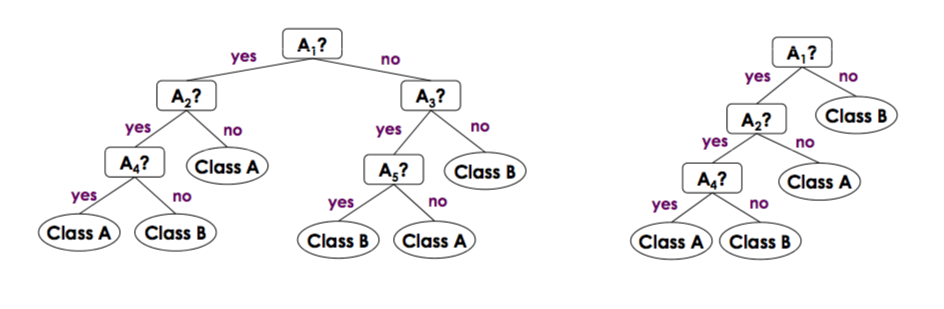 A₁?
yes
no
A₂?
A₃?
yes
no
yes
no
A₄?
Class A
A₅?
Class B
yes
no
yes
no
Class A
Class B
Class B
Class A
A₁?
yes
no
A₂?
Class B
yes
no
A₄?
Class A
yes
no
Class A
Class B